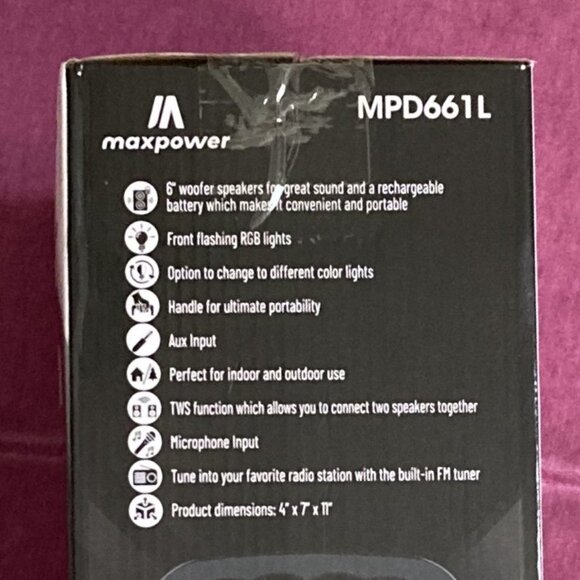 maxpower
MPD661L
6" woofer speakers for great sound and a rechargeable
battery which makes it convenient and portable
Front flashing RGB lights
Option to change to different color lights
Handle for ultimate portability
Aux Input
Perfect for indoor and outdoor use
TWS function which allows you to connect two speakers together
Microphone Input
Tune into your favorite radio station with the built-in FM tuner
Product dimensions: 4" x 7" x 11"